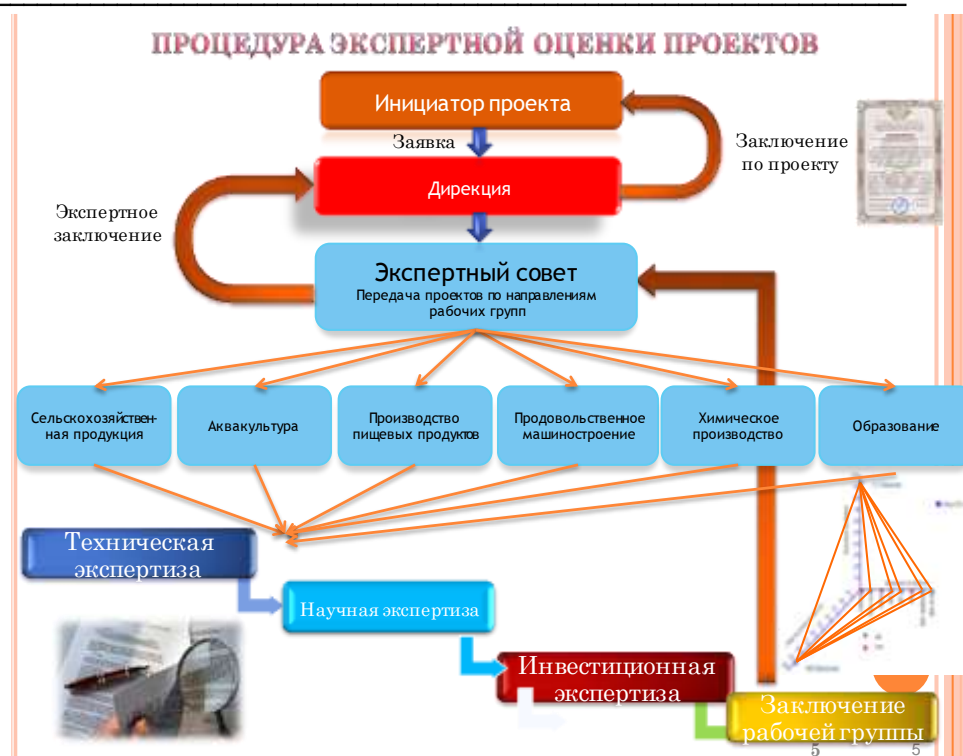 ПРОЦЕДУРА ЭКСПЕРТНОЙ ОЦЕНКИ ПРОЕКТОВ
Инициатор проекта
Заявка
Заключение
по проекту
Дирекция
Экспертное
заключение
Экспертный совет
Передача проектов по направлениям
рабочих групп
Сельскохозяйствен-
ная продукция
Аквакультура
Производство
пищевых продуктов
Продовольственное
машиностроение
Химическое
производство
Образование
Техническая
экспертиза
Научная экспертиза
Инвестиционная
экспертиза
Заключение
рабочей группы
5
5